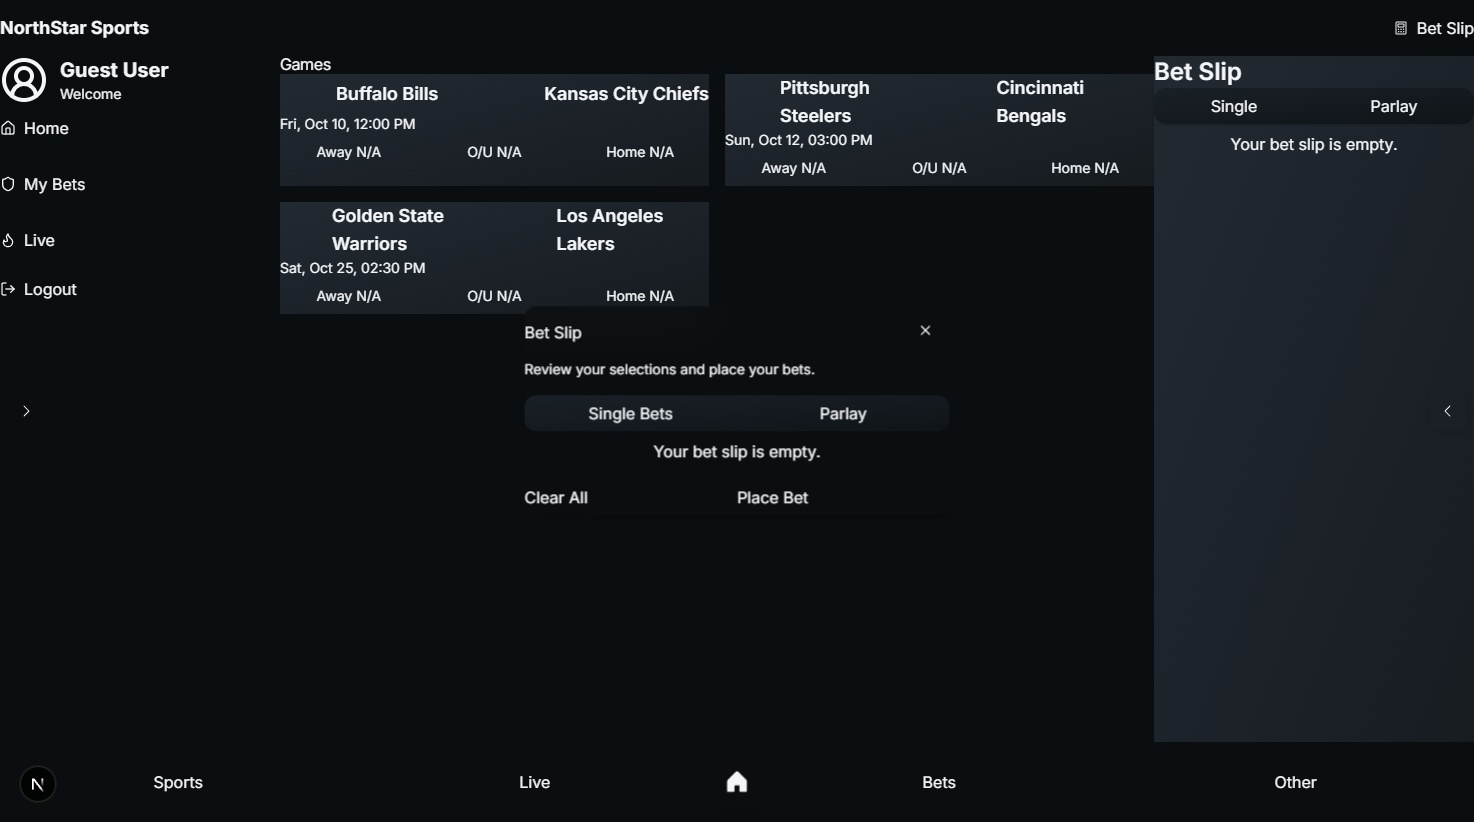 NorthStar Sports
Bet Slip
Guest User
Welcome
Home
My Bets
Live
Logout
Games
Buffalo Bills
Kansas City Chiefs
Fri, Oct 10, 12:00 PM
Away N/A
O/U N/A
Home N/A
Pittsburgh
Steelers
Cincinnati
Bengals
Sun, Oct 12, 03:00 PM
Away N/A
O/U N/A
Home N/A
Golden State
Warriors
Los Angeles
Lakers
Sat, Oct 25, 02:30 PM
Away N/A
O/U N/A
Home N/A
Bet Slip
Review your selections and place your bets.
Single Bets
Parlay
Your bet slip is empty.
Clear All
Place Bet
Bet Slip
Single
Parlay
Your bet slip is empty.
N
Sports
Live
Bets
Other